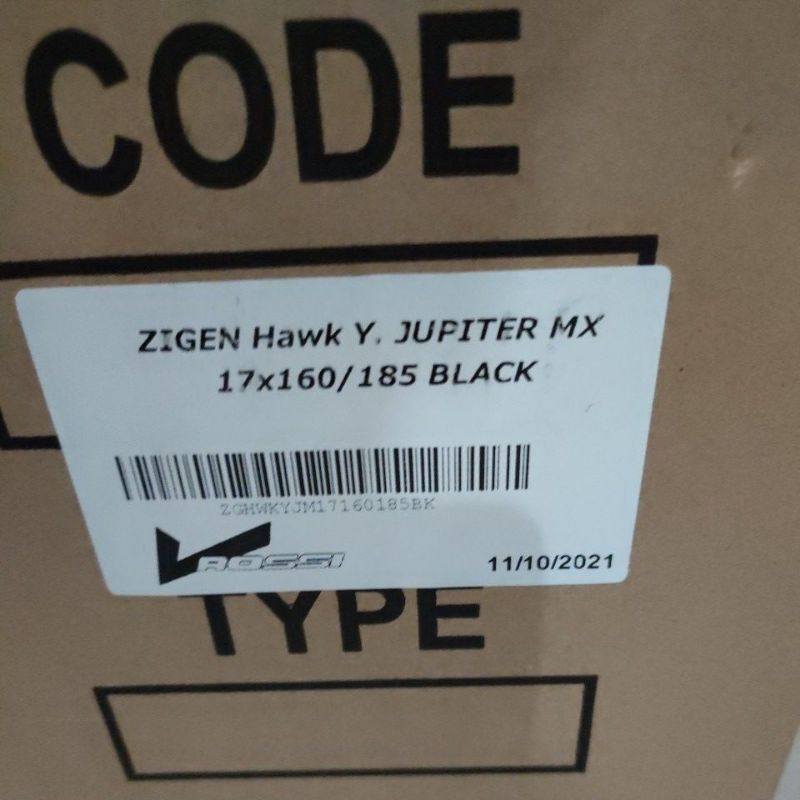 CODE
ZIGEN Hawk Y. JUPITER MX
17x160/185 BLACK
ZGHWKYJM17160185BK
V ROSSI
11/10/2021
TYPE